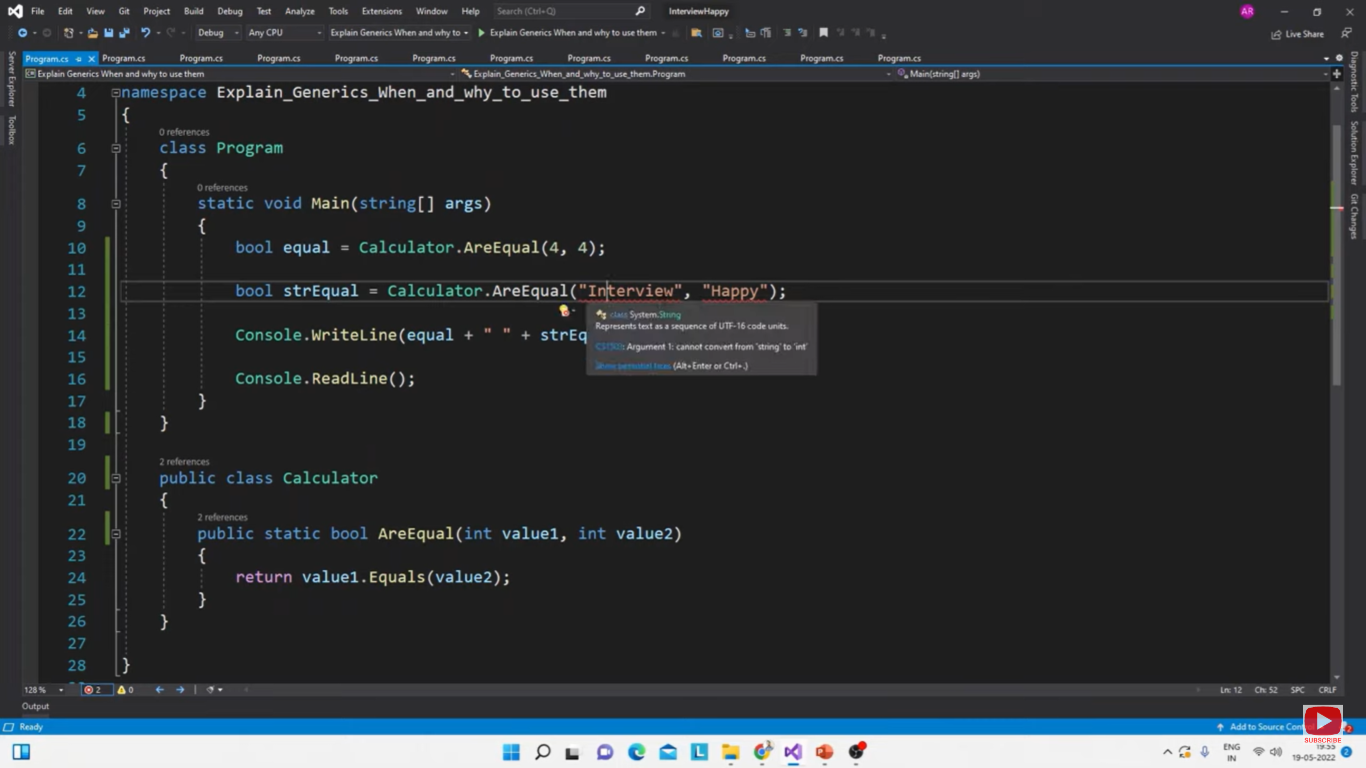 File Edit View Git Project Build Debug Test Analyze Tools Extensions Window Help Search (Ctrl+Q) InterviewHappy AR
Debug Any CPU Explain Generics When and why to Explain Generics When and why to use them Live Share
Program.cs Program.cs Program.cs Program.cs Program.cs Program.cs Program.cs Program.cs Program.cs Program.cs Program.cs
Explain Generics When and why to use them Explain_Generics_When_and_why_to_use_them.Program Main(string[] args)
Server Explorer
Toolbox
Diagnostic Tools
Solution Explorer
Git Changes
4 namespace Explain_Generics_When_and_why_to_use_them
5 {
0 references
6 class Program
7 {
0 references
8 static void Main(string[] args)
9 {
10 bool equal = Calculator.AreEqual(4, 4);
11
12 bool strEqual = Calculator.AreEqual("Interview", "Happy");
13
class System.String
Represents text as a sequence of UTF-16 code units.
14 Console.WriteLine(equal + " " + strEq
CS1503: Argument 1: cannot convert from 'string' to 'int'
15
Show potential fixes (Alt+Enter or Ctrl+.)
16 Console.ReadLine();
17 }
18 }
19
2 references
20 public class Calculator
21 {
2 references
22 public static bool AreEqual(int value1, int value2)
23 {
24 return value1.Equals(value2);
25 }
26 }
27
28 }
128 % 2 0 Ln: 12 Ch: 52 SPC CRLF
Output
Ready Add to Source Cont 2
SUBSCRIBE
ENG 19:55
IN 19-05-2022 2